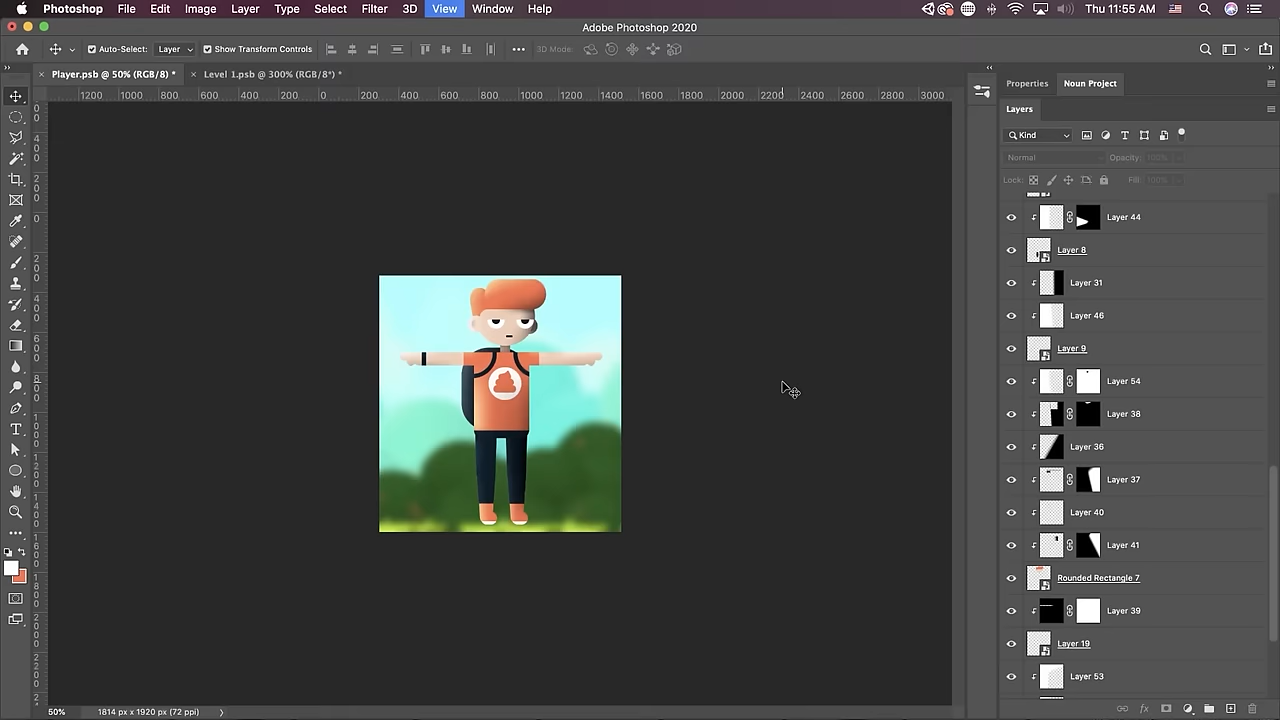 Photoshop File Edit Image Layer Type Select Filter 3D View Window Help Thu 11:55 AM
Adobe Photoshop 2020
Auto-Select: Layer Show Transform Controls 3D Mode:
Player.psb @ 50% (RGB/8) * Level 1.psb @ 300% (RGB/8*) *
Properties Noun Project
1200 1000 800 600 400 200 0 200 400 600 800 1000 1200 1400 1600 1800 2000 2200 2400 2600 2800 3000
Layers
Kind
Normal Opacity: 100%
Lock: Fill: 100%
Layer 44
Layer 8
Layer 31
Layer 46
Layer 9
Layer 54
Layer 38
Layer 36
Layer 37
Layer 40
Layer 41
Rounded Rectangle 7
Layer 39
Layer 19
Layer 53
50% 1814 px x 1920 px (72 ppi)